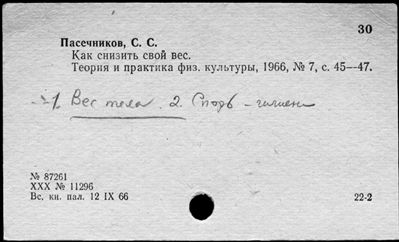 30
Пасечников, С. С.
Как снизить свой вес.
Теория и практика физ. культуры, 1966, № 7, с. 45—47.
1. Вес тела. 2. Спорт - гигиена
№ 87261
XXX № 11296
Вс. кн. пал. 12 IX 66
22-2